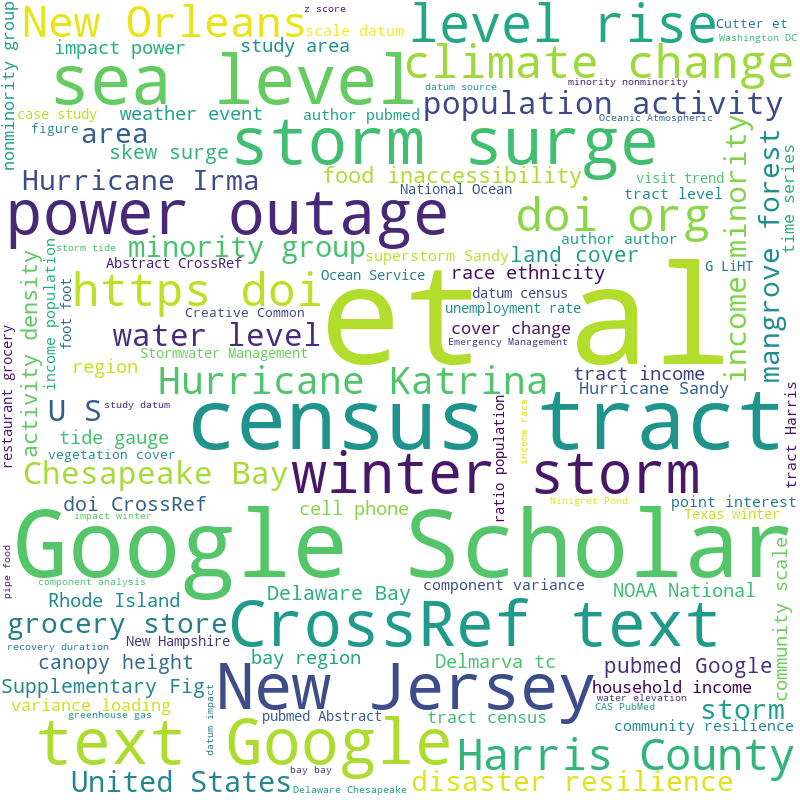 nonminority group
New Orleans
z score
level rise
Cutter et
scale datum
Washington DC
impact power
study area
climate change
sea level
datum source
minority nonminority
population activity
case study
weather event
author pubmed
Oceanic Atmospheric
figure
area
storm surge
skew surge
food inaccessibility
visit trend
time series
Hurricane Irma
National Ocean
tract level
income minority
mangrove forest
power outage
doi org
storm tide
minority group
author author
superstorm Sandy
land cover
Abstract CrossRef
Ocean Service
race ethnicity
G LiHT
activity density
income population
foot foot
https doi
et al
datum census
Creative Common
unemployment rate
water level
cover change
Emergency Management
restaurant grocery
Stormwater Management
region
Hurricane Katrina
tract income
Hurricane Sandy
U S
study datum
census tract
tract Harris
ratio population
income race
tide gauge
vegetation cover
winter storm
Chesapeake Bay
doi CrossRef
cell phone
Ninigret Pond
point interest
impact winter
Texas winter
Google Scholar
pipe food
component analysis
component variance
NOAA National
community scale
Rhode Island
Delaware Bay
grocery store
CrossRef text
New Hampshire
recovery duration
canopy height
bay region
Delmarva tc
pubmed Google
Supplementary Fig
New Jersey
household income
water elevation
CAS PubMed
variance loading
storm
greenhouse gas
datum impact
pubmed Abstract
tract census
community resilience
text Google
Harris County
bay bay
United States
Delaware Chesapeake
disaster resilience